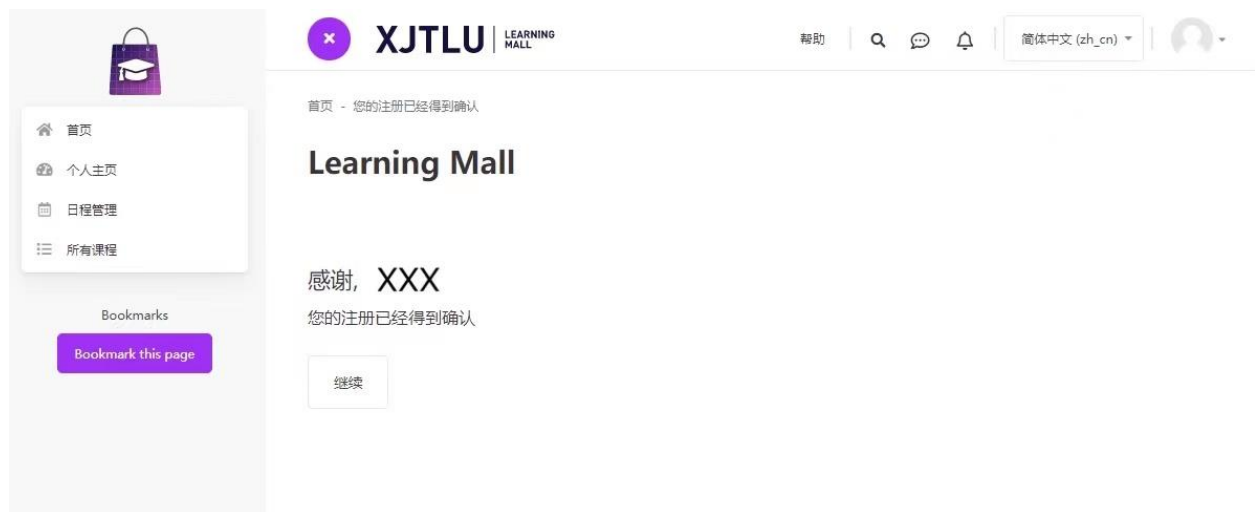 XJTLU LEARNING MALL
帮助
简体中文 (zh_cn)
首页
个人主页
日程管理
所有课程
Bookmarks
Bookmark this page
首页 - 您的注册已经得到确认
Learning Mall
感谢, XXX
您的注册已经得到确认
继续